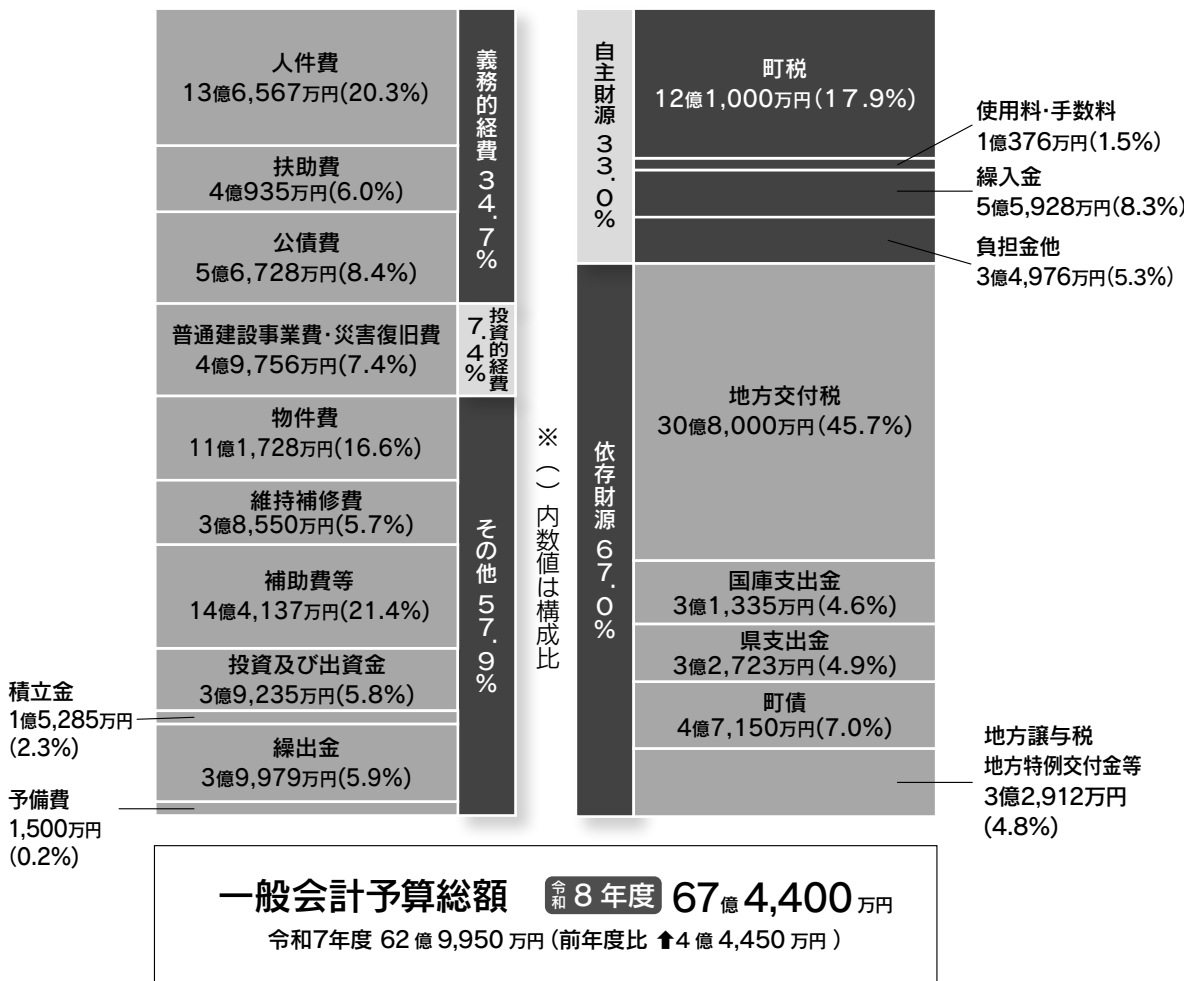 人件費
13億6,567万円(20.3%)
扶助費
4億935万円(6.0%)
公債費
5億6,728万円(8.4%)
義務的経費 34.7%
普通建設事業費・災害復旧費
4億9,756万円(7.4%)
投資的経費
7.4%
物件費
11億1,728万円(16.6%)
維持補修費
3億8,550万円(5.7%)
補助費等
14億4,137万円(21.4%)
投資及び出資金
3億9,235万円(5.8%)
積立金
1億5,285万円
(2.3%)
繰出金
3億9,979万円(5.9%)
予備費
1,500万円
(0.2%)
その他 57.9%
※（）内数値は構成比
自主財源 33.0%
町税
12億1,000万円(17.9%)
使用料・手数料
1億376万円(1.5%)
繰入金
5億5,928万円(8.3%)
負担金他
3億4,976万円(5.3%)
依存財源 67.0%
地方交付税
30億8,000万円(45.7%)
国庫支出金
3億1,335万円(4.6%)
県支出金
3億2,723万円(4.9%)
町債
4億7,150万円(7.0%)
地方譲与税
地方特例交付金等
3億2,912万円
(4.8%)
一般会計予算総額 令和8年度 67億4,400万円
令和7年度 62億9,950万円(前年度比 ⬆4億4,450万円)